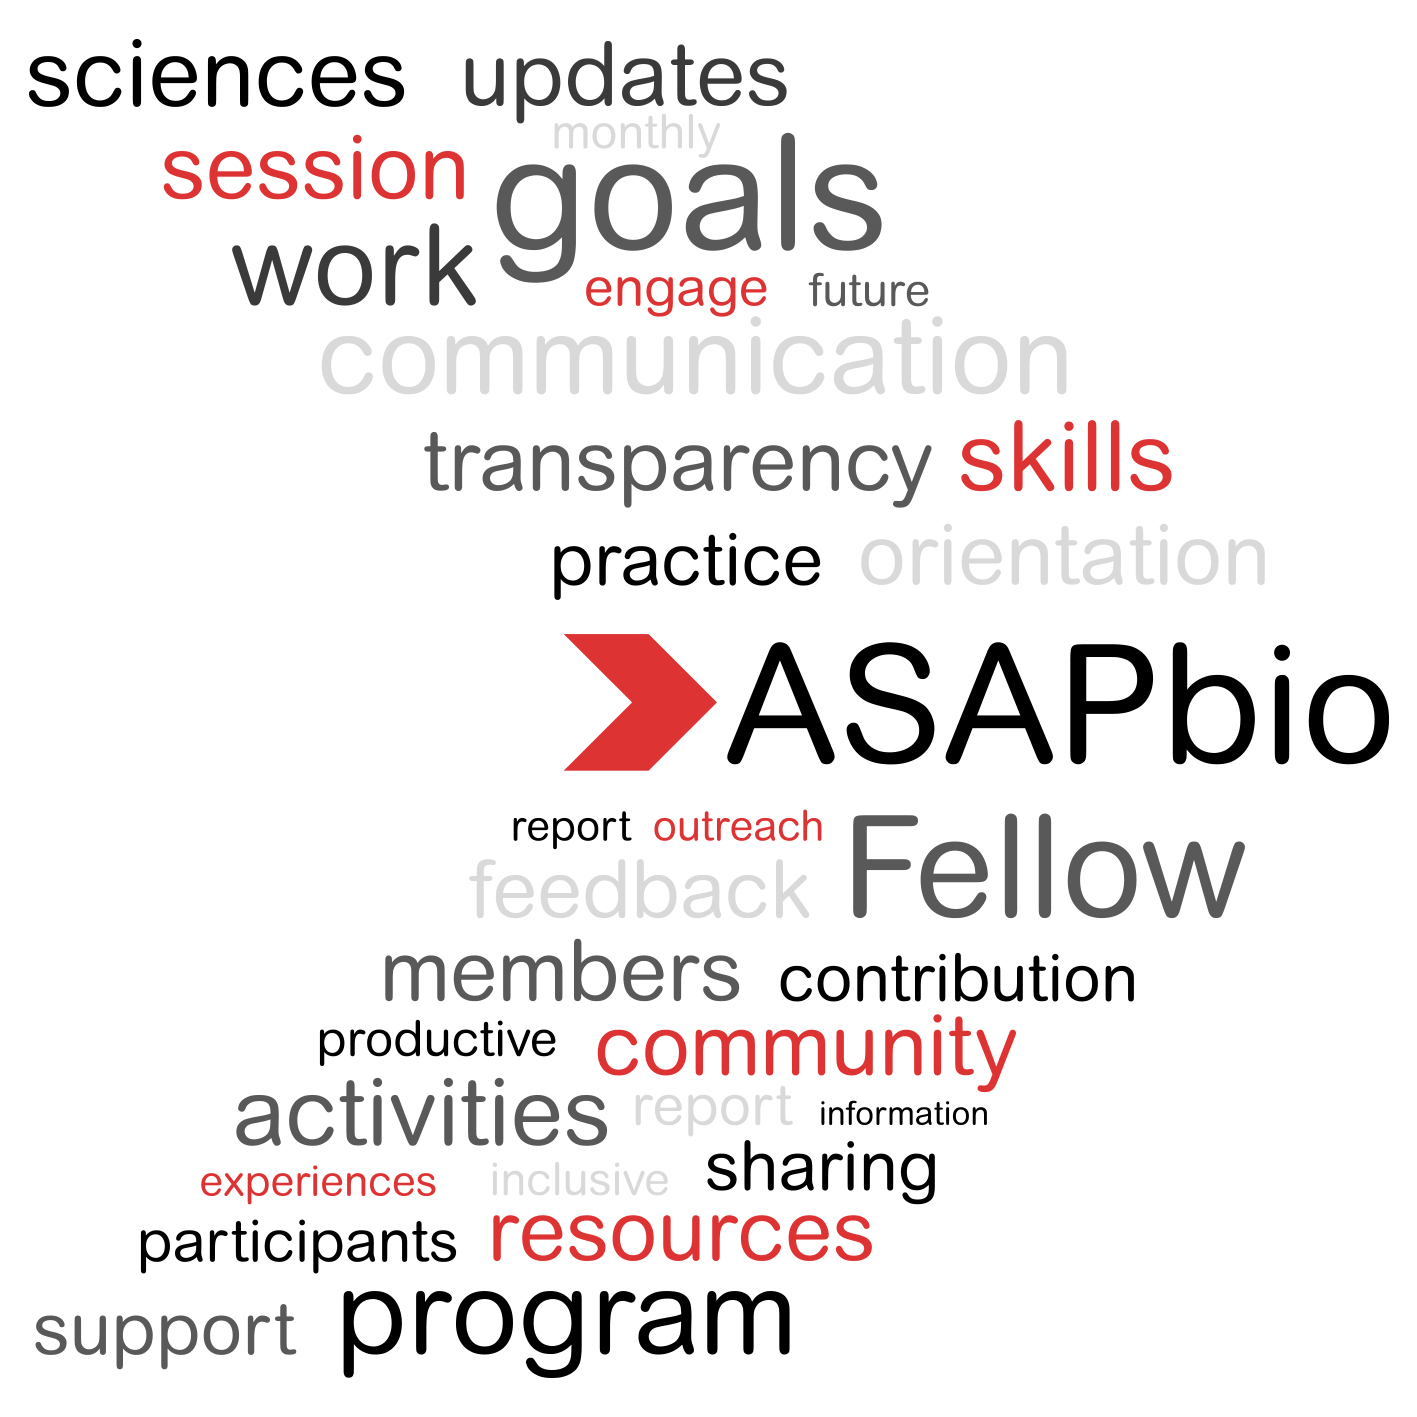 sciences updates
monthly
session goals
work
engage future
communication
transparency skills
practice orientation
ASAPbio
report outreach Fellow
feedback
members contribution
productive community
activities report information
experiences inclusive sharing
participants resources
support program